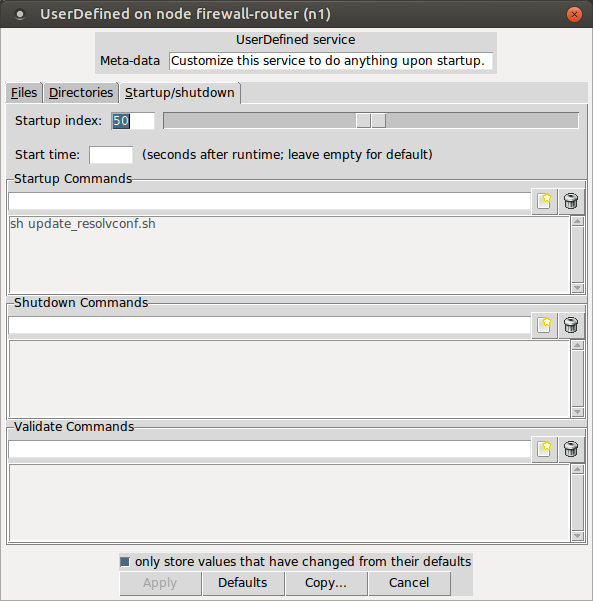 UserDefined on node firewall-router (n1)
UserDefined service
Meta-data Customize this service to do anything upon startup.
Files Directories Startup/shutdown
Startup index: 50
Start time: (seconds after runtime; leave empty for default)
Startup Commands
sh update_resolvconf.sh
Shutdown Commands
Validate Commands
only store values that have changed from their defaults
Apply Defaults Copy... Cancel